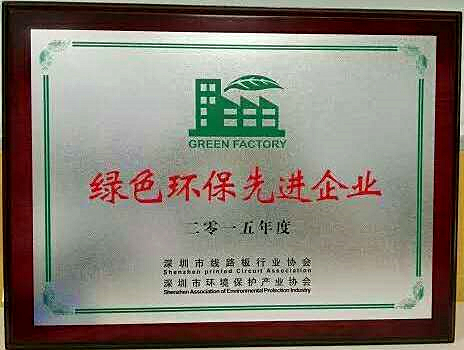 GREEN FACTORY
绿色环保先进企业
二零一五年度
深圳市线路板行业协会
Shenzhen printed Circurt Association
深圳市环境保护产业协会
Shenzhen Association of Environmental Protection Industry